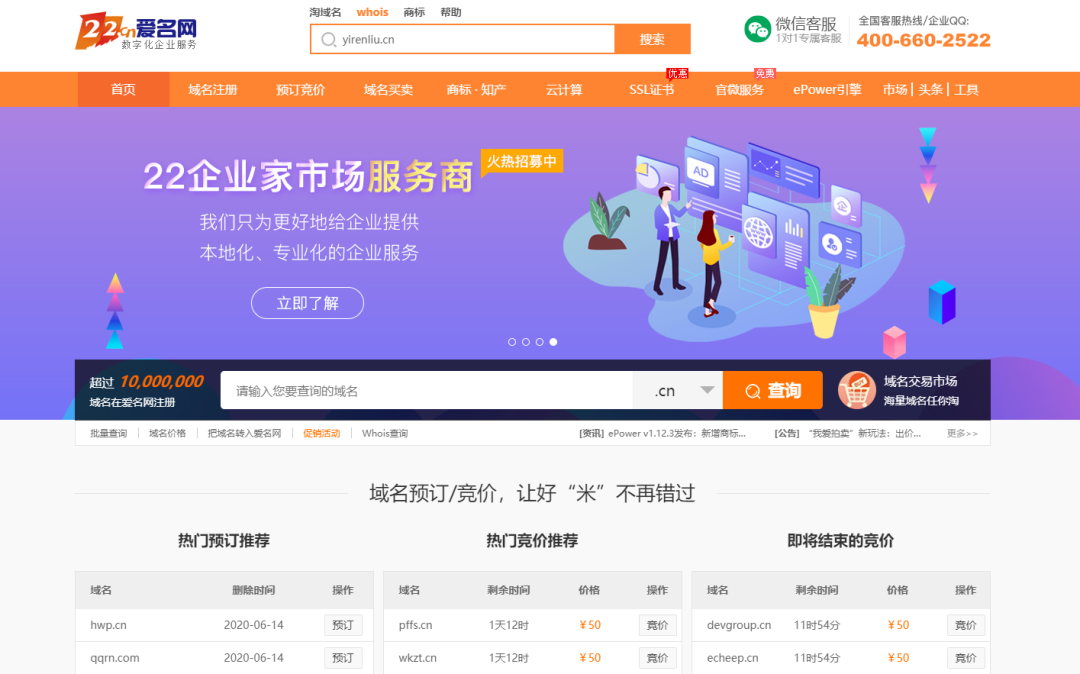 淘域名 whois 商标 帮助
22.cn爱名网
数字化企业服务
yirenliu.cn 搜索
微信客服
1对1专属客服
全国客服热线/企业QQ:
400-660-2522
优惠 免费
首页 域名注册 预订竞价 域名买卖 商标·知产 云计算 SSL证书 官微服务 ePower引擎 市场 | 头条 | 工具
22企业家市场服务商 火热招募中
我们只为更好地给企业提供
本地化、专业化的企业服务
立即了解
AD
企
超过 10,000,000
域名在爱名网注册
请输入您要查询的域名 .cn 查询
域名交易市场
海量域名任你淘
批量查询 域名价格 把域名转入爱名网 促销活动 Whois查询 [资讯] ePower v1.12.3发布：新增商标... [公告] “我爱拍卖”新玩法：出价... 更多>>
域名预订/竞价，让好“米”不再错过
热门预订推荐 热门竞价推荐 即将结束的竞价
域名 删除时间 操作 域名 剩余时间 价格 操作 域名 剩余时间 价格 操作
hwp.cn 2020-06-14 预订 pffs.cn 1天12时 ¥50 竞价 devgroup.cn 11时54分 ¥50 竞价
qqrn.com 2020-06-14 预订 wkzt.cn 1天12时 ¥50 竞价 echeep.cn 11时54分 ¥50 竞价